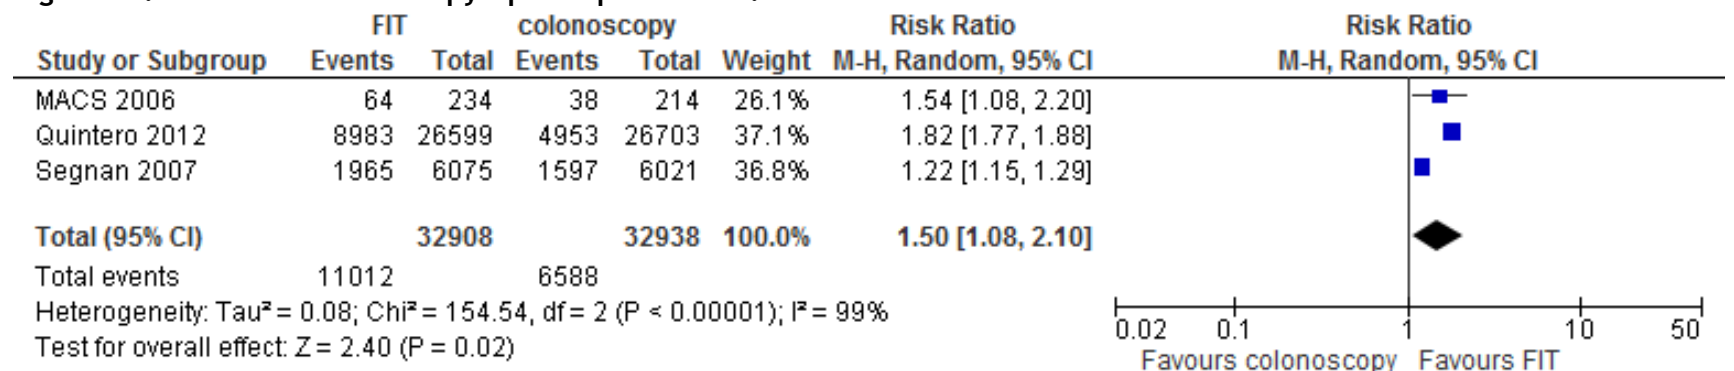 FIT colonoscopy Risk Ratio Risk Ratio
Study or Subgroup Events Total Events Total Weight M-H, Random, 95% CI M-H, Random, 95% CI
MACS 2006 64 234 38 214 26.1% 1.54 [1.08, 2.20]
Quintero 2012 8983 26599 4953 26703 37.1% 1.82 [1.77, 1.88]
Segnan 2007 1965 6075 1597 6021 36.8% 1.22 [1.15, 1.29]
Total (95% CI) 32908 32938 100.0% 1.50 [1.08, 2.10]
Total events 11012 6588
Heterogeneity: Tau² = 0.08; Chi² = 154.54, df = 2 (P < 0.00001); I² = 99%
Test for overall effect: Z = 2.40 (P = 0.02)
0.02 0.1 1 10 50
Favours colonoscopy Favours FIT